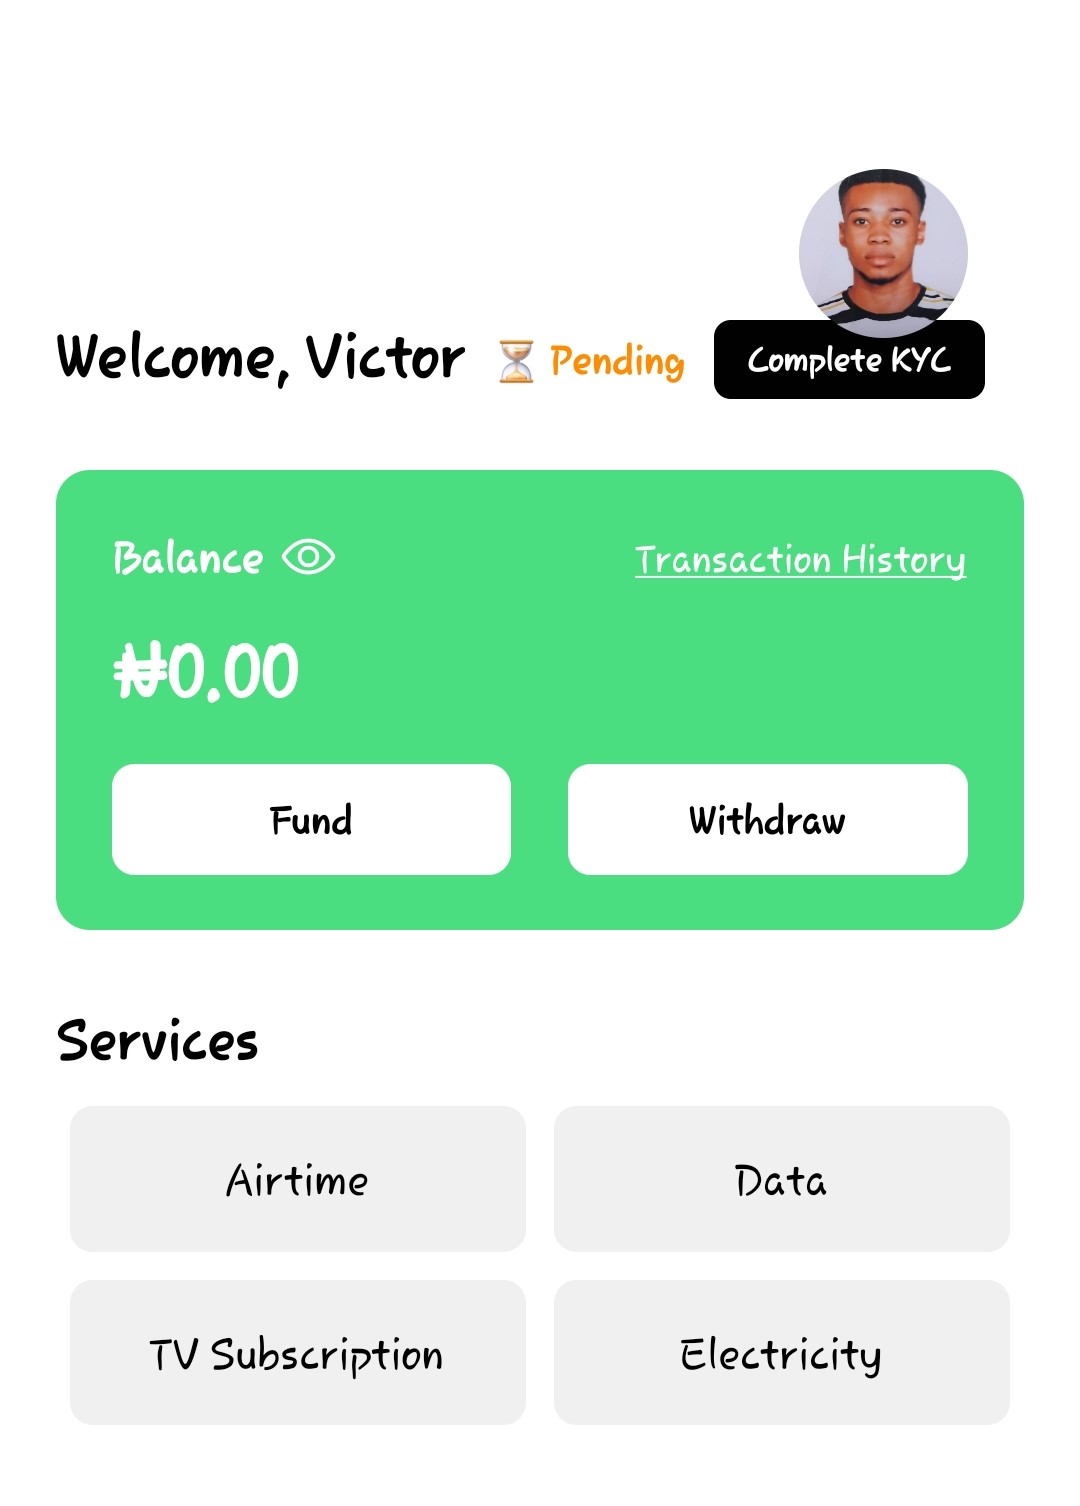 Welcome, Victor ⏳ Pending Complete KYC
Balance Transaction History
₦0.00
Fund Withdraw
Services
Airtime Data
TV Subscription Electricity